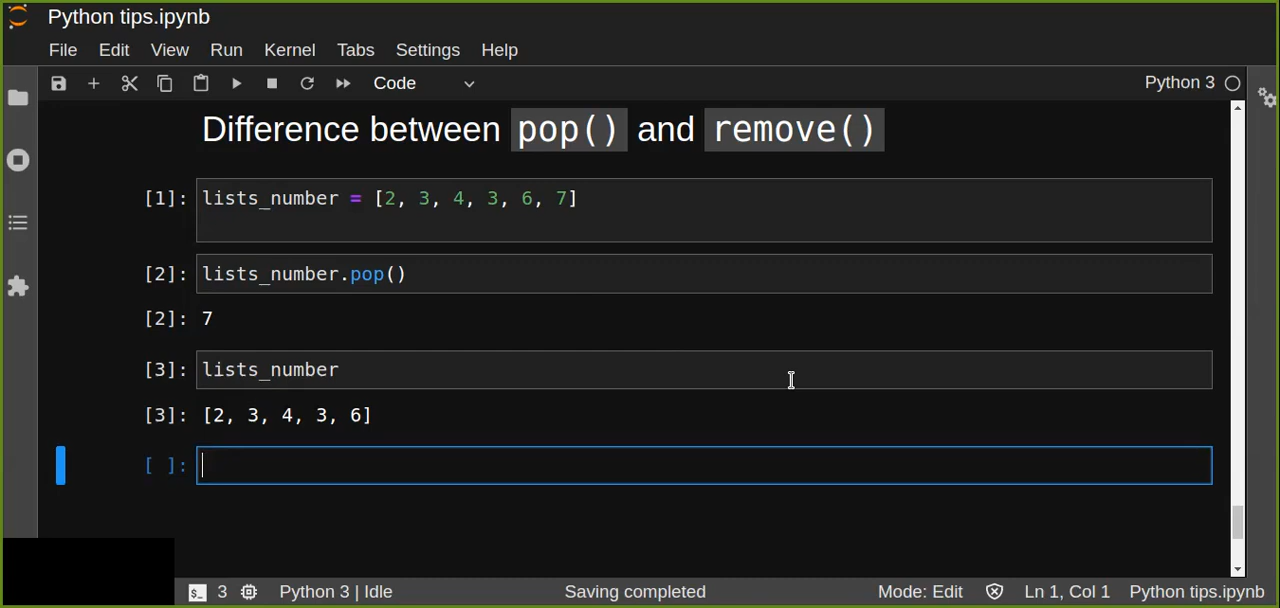 Python tips.ipynb
File Edit View Run Kernel Tabs Settings Help
Code Python 3
Difference between pop() and remove()
[1]: lists_number = [2, 3, 4, 3, 6, 7]
[2]: lists_number.pop()
[2]: 7
[3]: lists_number
[3]: [2, 3, 4, 3, 6]
[ ]:
$_ 3 Python 3 | Idle Saving completed Mode: Edit Ln 1, Col 1 Python tips.ipynb